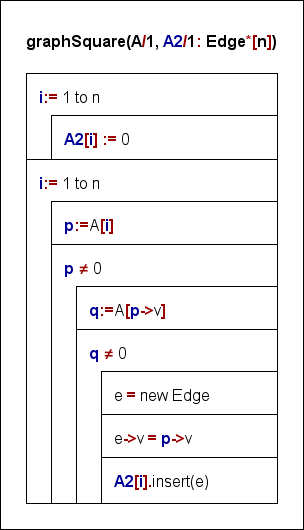 graphSquare(A/1, A2/1: Edge*[n])
i:= 1 to n
A2[i] := 0
i:= 1 to n
p:=A[i]
p ≠ 0
q:=A[p->v]
q ≠ 0
e = new Edge
e->v = p->v
A2[i].insert(e)